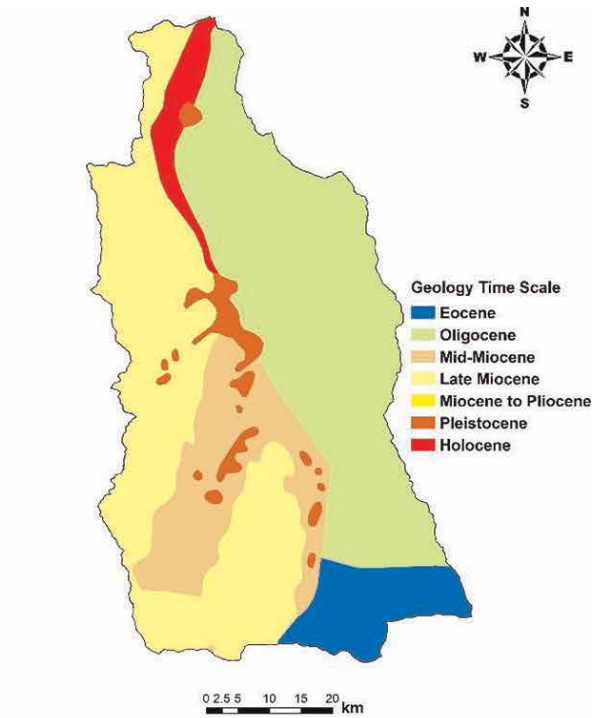 N
W E
S
Geology Time Scale
Eocene
Oligocene
Mid-Miocene
Late Miocene
Miocene to Pliocene
Pleistocene
Holocene
0 2.5 5 10 15 20
km